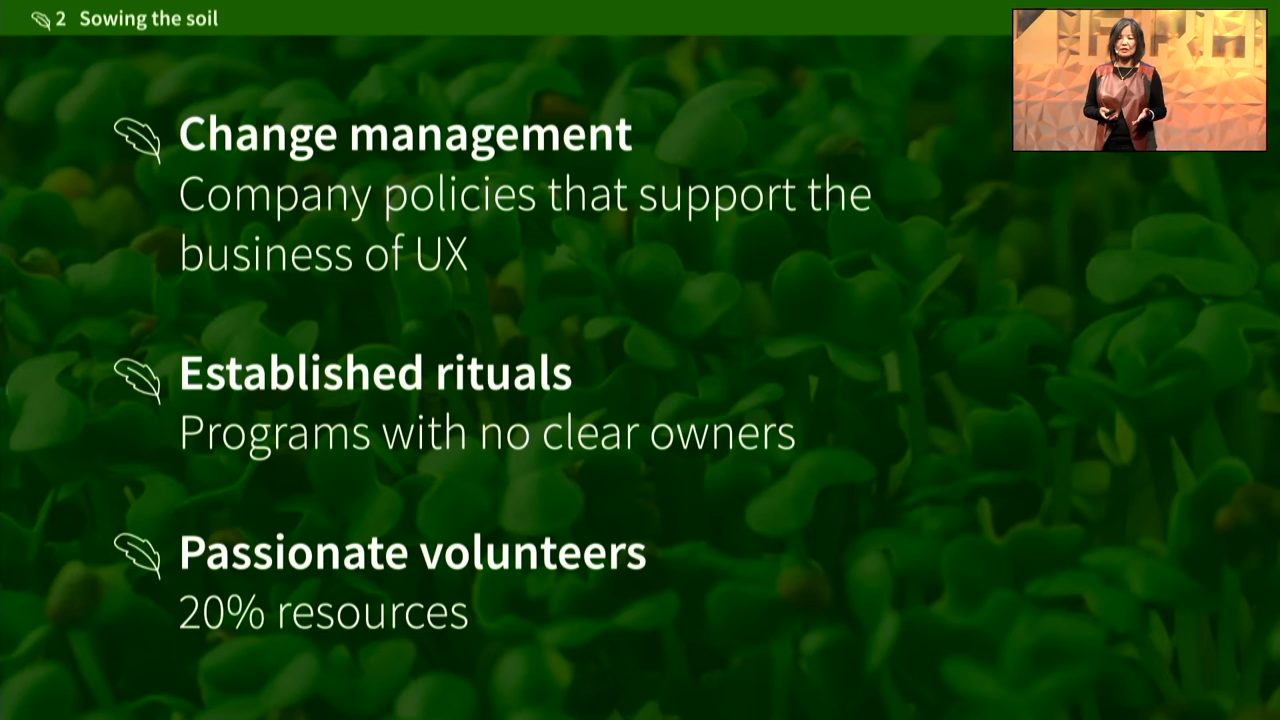 2 Sowing the soil
Change management
Company policies that support the
business of UX
Established rituals
Programs with no clear owners
Passionate volunteers
20% resources